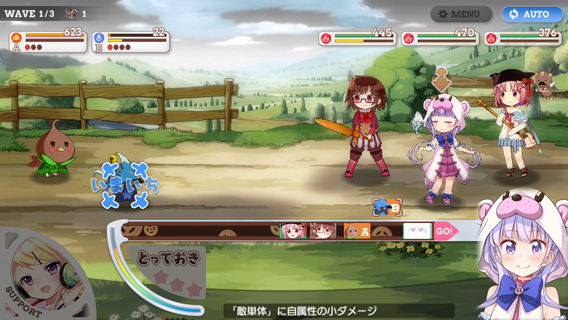 WAVE 1/3
1
MENU
AUTO
623
A
22
B
445
470
376
いまいち
B
A
GO!
とっておき
SUPPORT
「敵単体」に自属性の小ダメージ